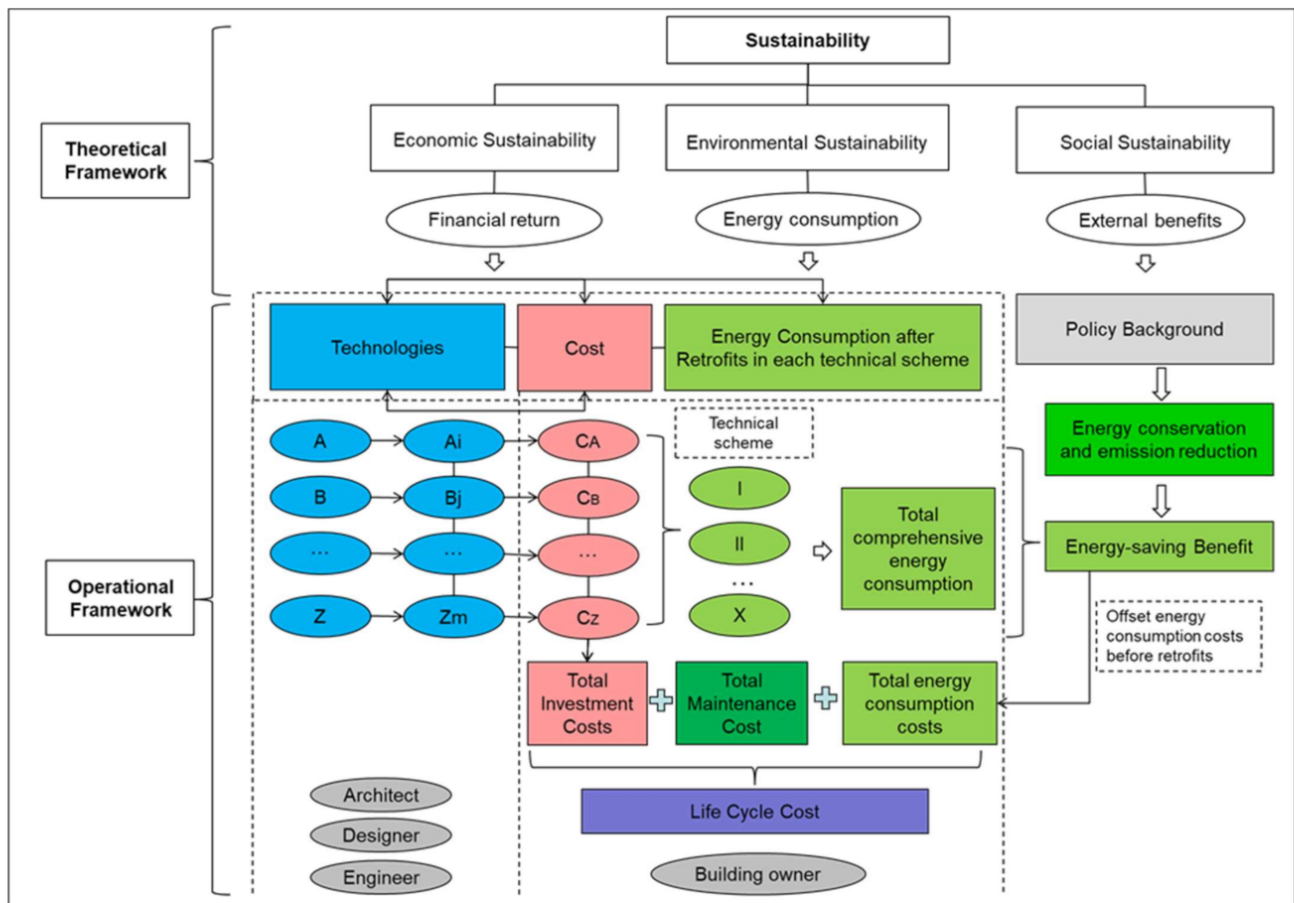 Sustainability
Theoretical
Framework
Economic Sustainability
Environmental Sustainability
Social Sustainability
Financial return
Energy consumption
External benefits
Technologies
Cost
Energy Consumption after
Retrofits in each technical scheme
Policy Background
Operational
Framework
A
Ai
CA
B
Bj
CB
...
...
...
Z
Zm
Cz
Technical
scheme
I
II
...
X
Total
comprehensive
energy
consumption
Energy conservation
and emission reduction
Energy-saving Benefit
Offset energy
consumption costs
before retrofits
Total
Investment
Costs
Total
Maintenance
Cost
Total energy
consumption
costs
Life Cycle Cost
Architect
Designer
Engineer
Building owner